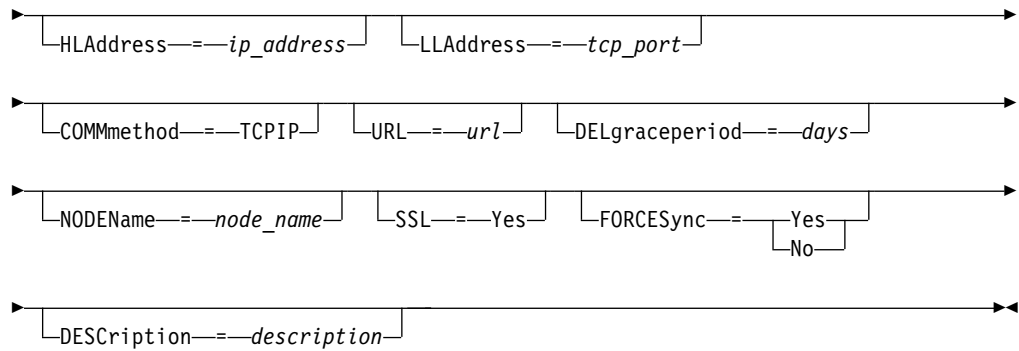 HLAddress = ip_address LLAddress = tcp_port
COMMmethod = TCPIP URL = url DELgraceperiod = days
NODEName = node_name SSL = Yes FORCESync = Yes
No
DESCription = description